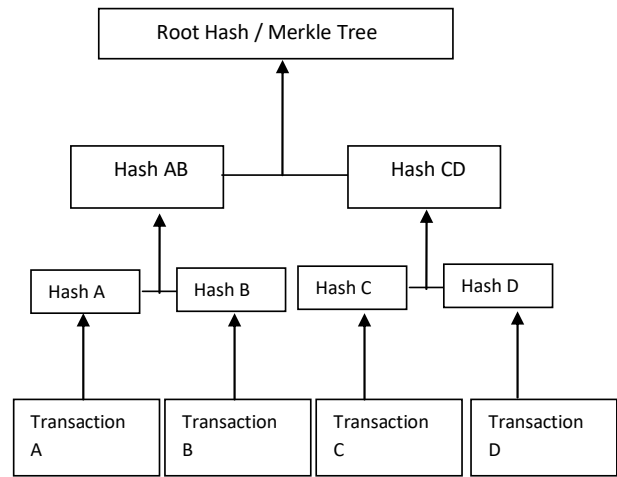 Root Hash / Merkle Tree
Hash AB
Hash CD
Hash A
Hash B
Hash C
Hash D
Transaction
A
Transaction
B
Transaction
C
Transaction
D